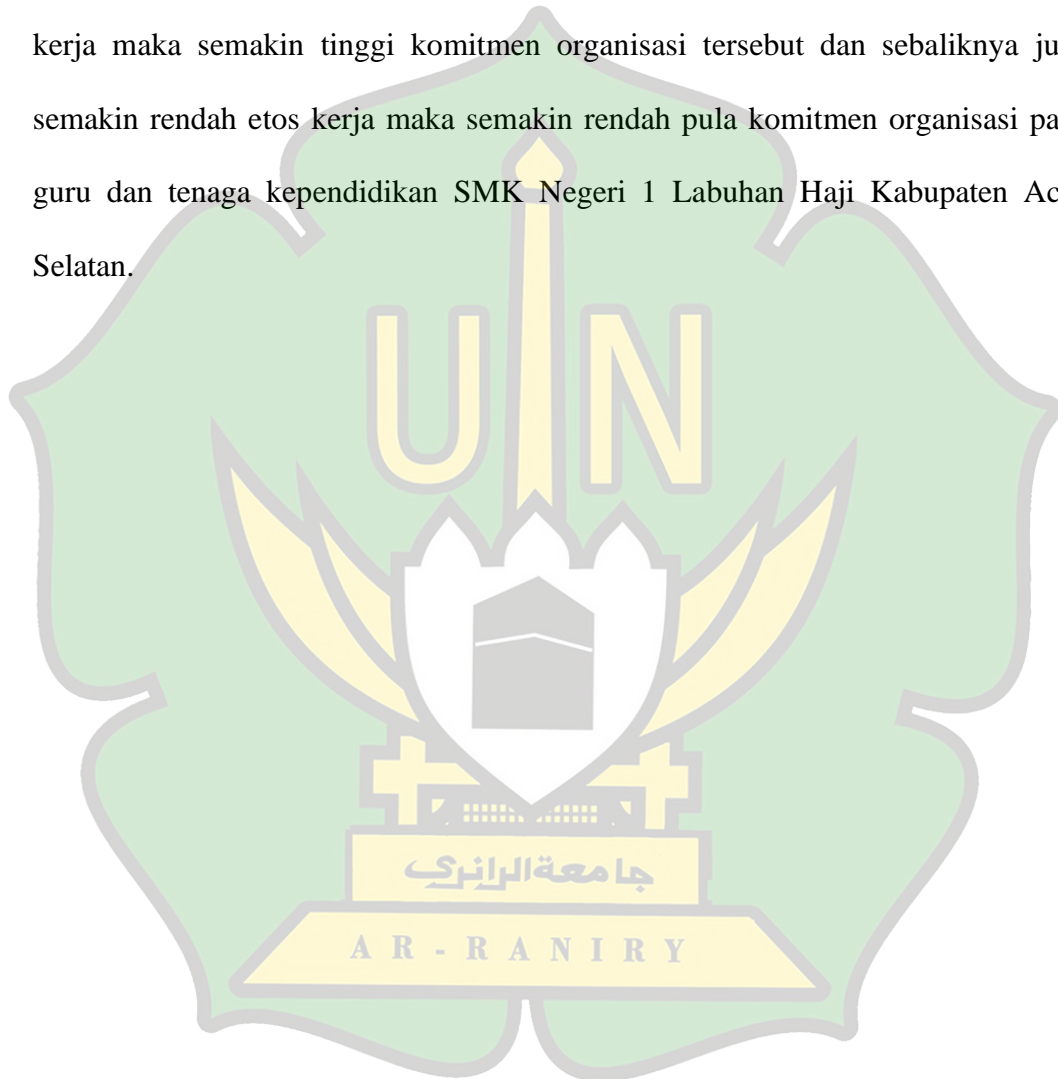 kerja maka semakin tinggi komitmen organisasi tersebut dan sebaliknya ju
semakin rendah etos kerja maka semakin rendah pula komitmen organisasi pa
guru dan tenaga kependidikan SMK Negeri 1 Labuhan Haji Kabupaten Ac
Selatan.
UIN
جامعة الرانري
AR-RANIRY